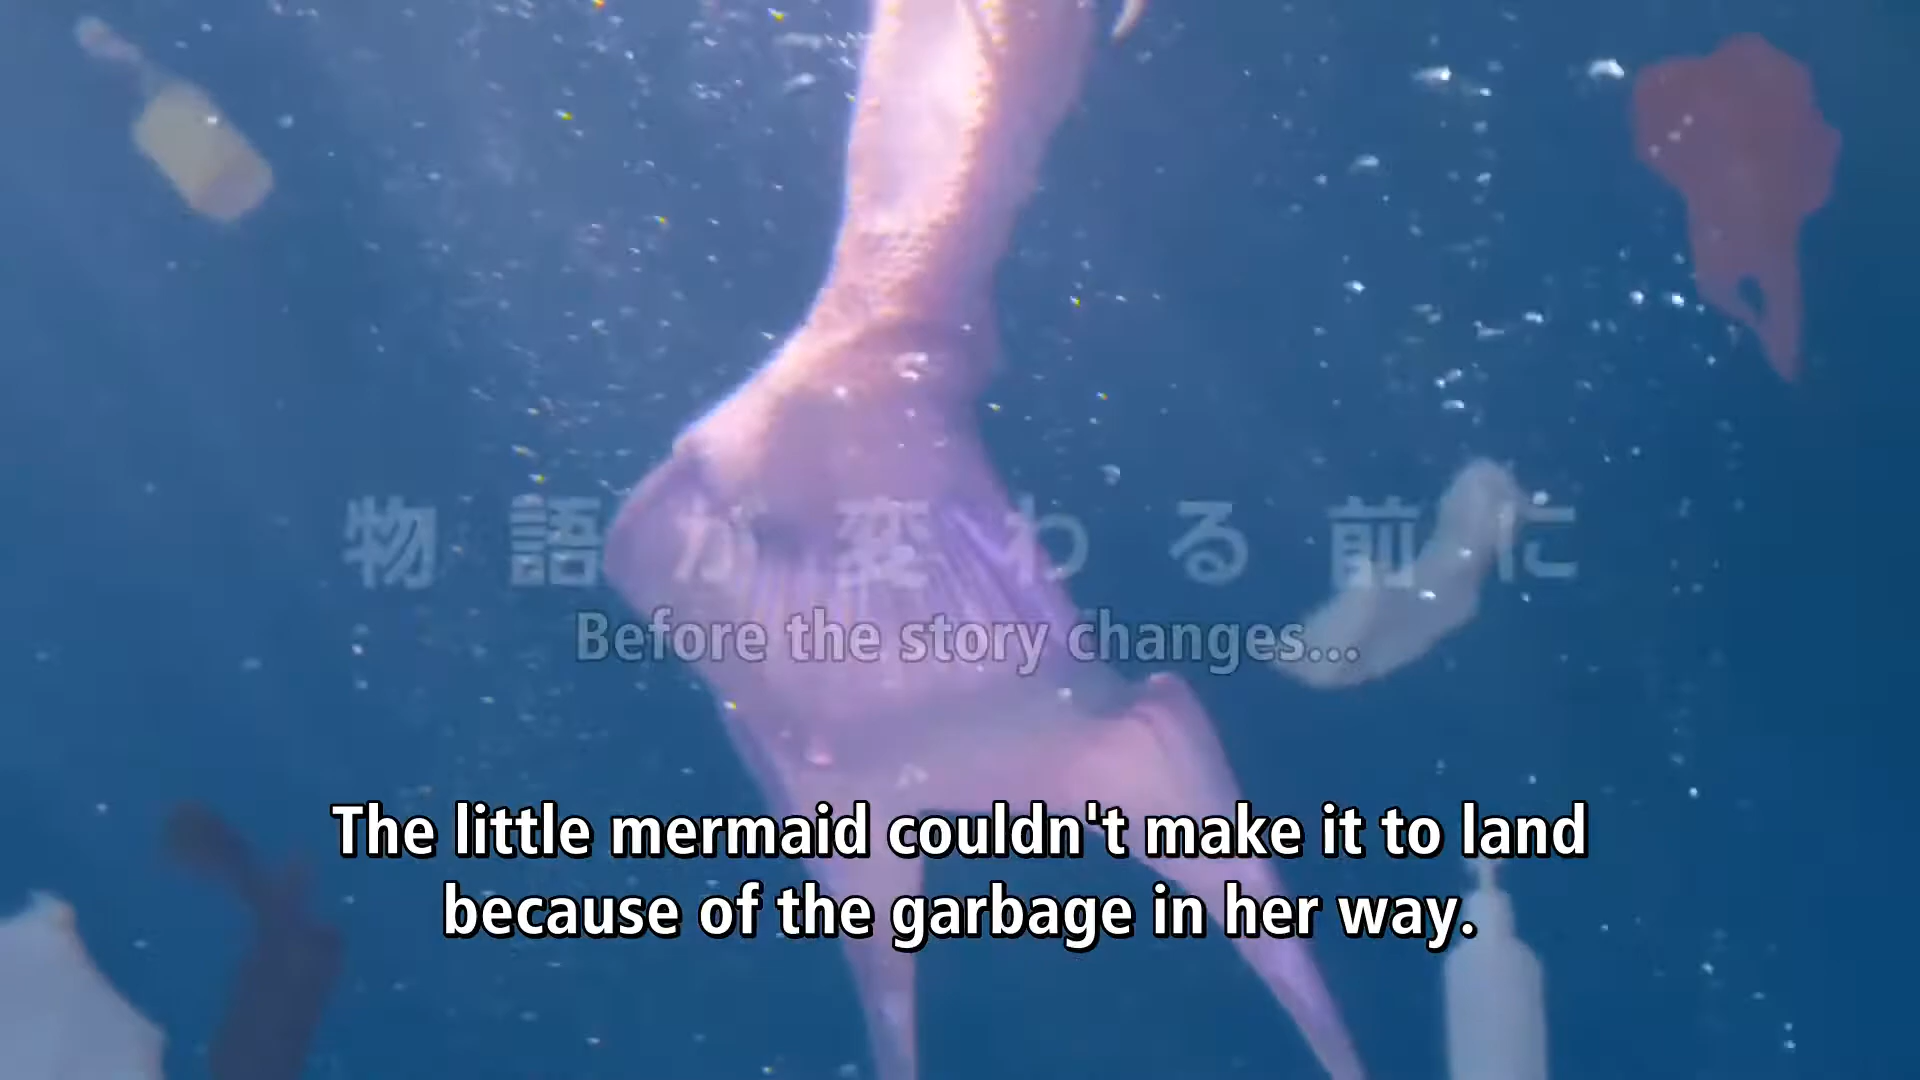 物語が変わる前に
Before the story changes...
The little mermaid couldn't make it to land
because of the garbage in her way.